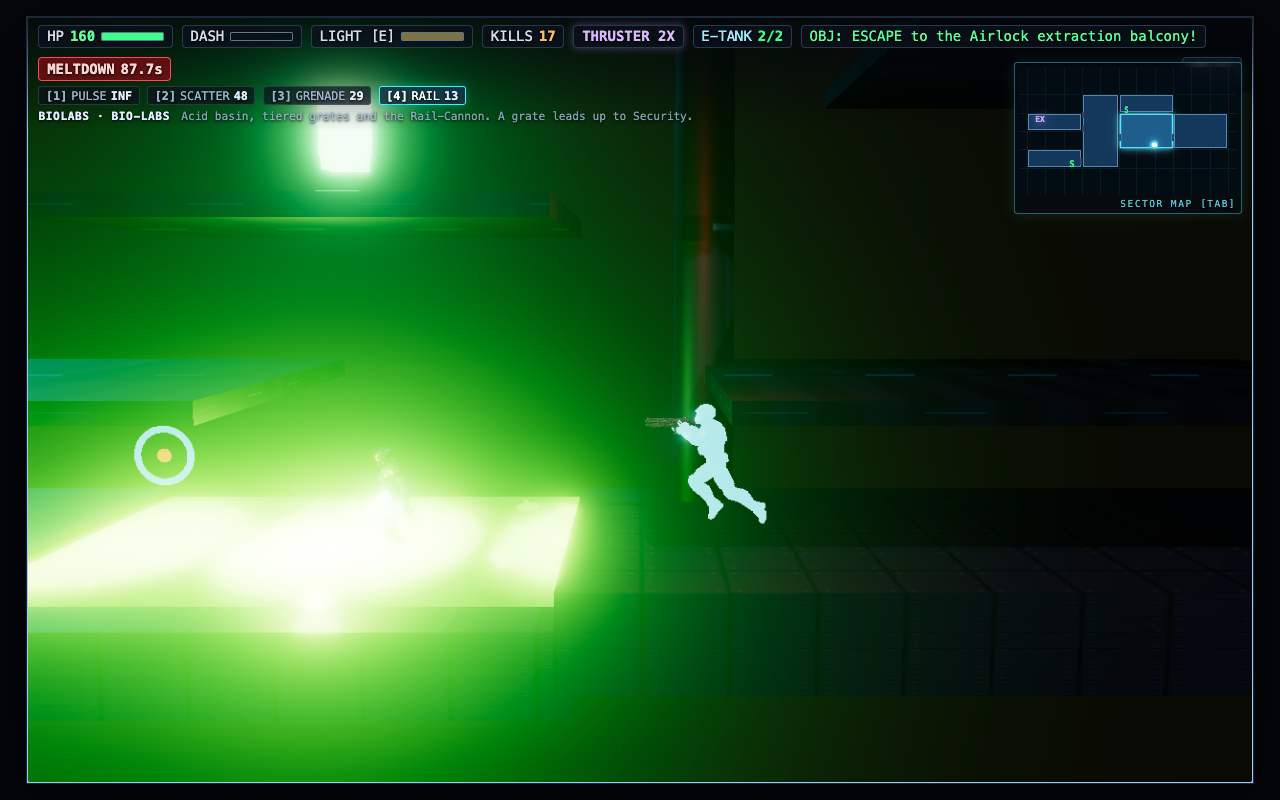 HP 160 DASH LIGHT [E] KILLS 17 THRUSTER 2X E-TANK 2/2 OBJ: ESCAPE to the Airlock extraction balcony!
MELTDOWN 87.7s
[1] PULSE INF [2] SCATTER 48 [3] GRENADE 29 [4] RAIL 13
BIOLABS · BIO-LABS Acid basin, tiered grates and the Rail-Cannon. A grate leads up to Security.
S
EX
S
SECTOR MAP [TAB]